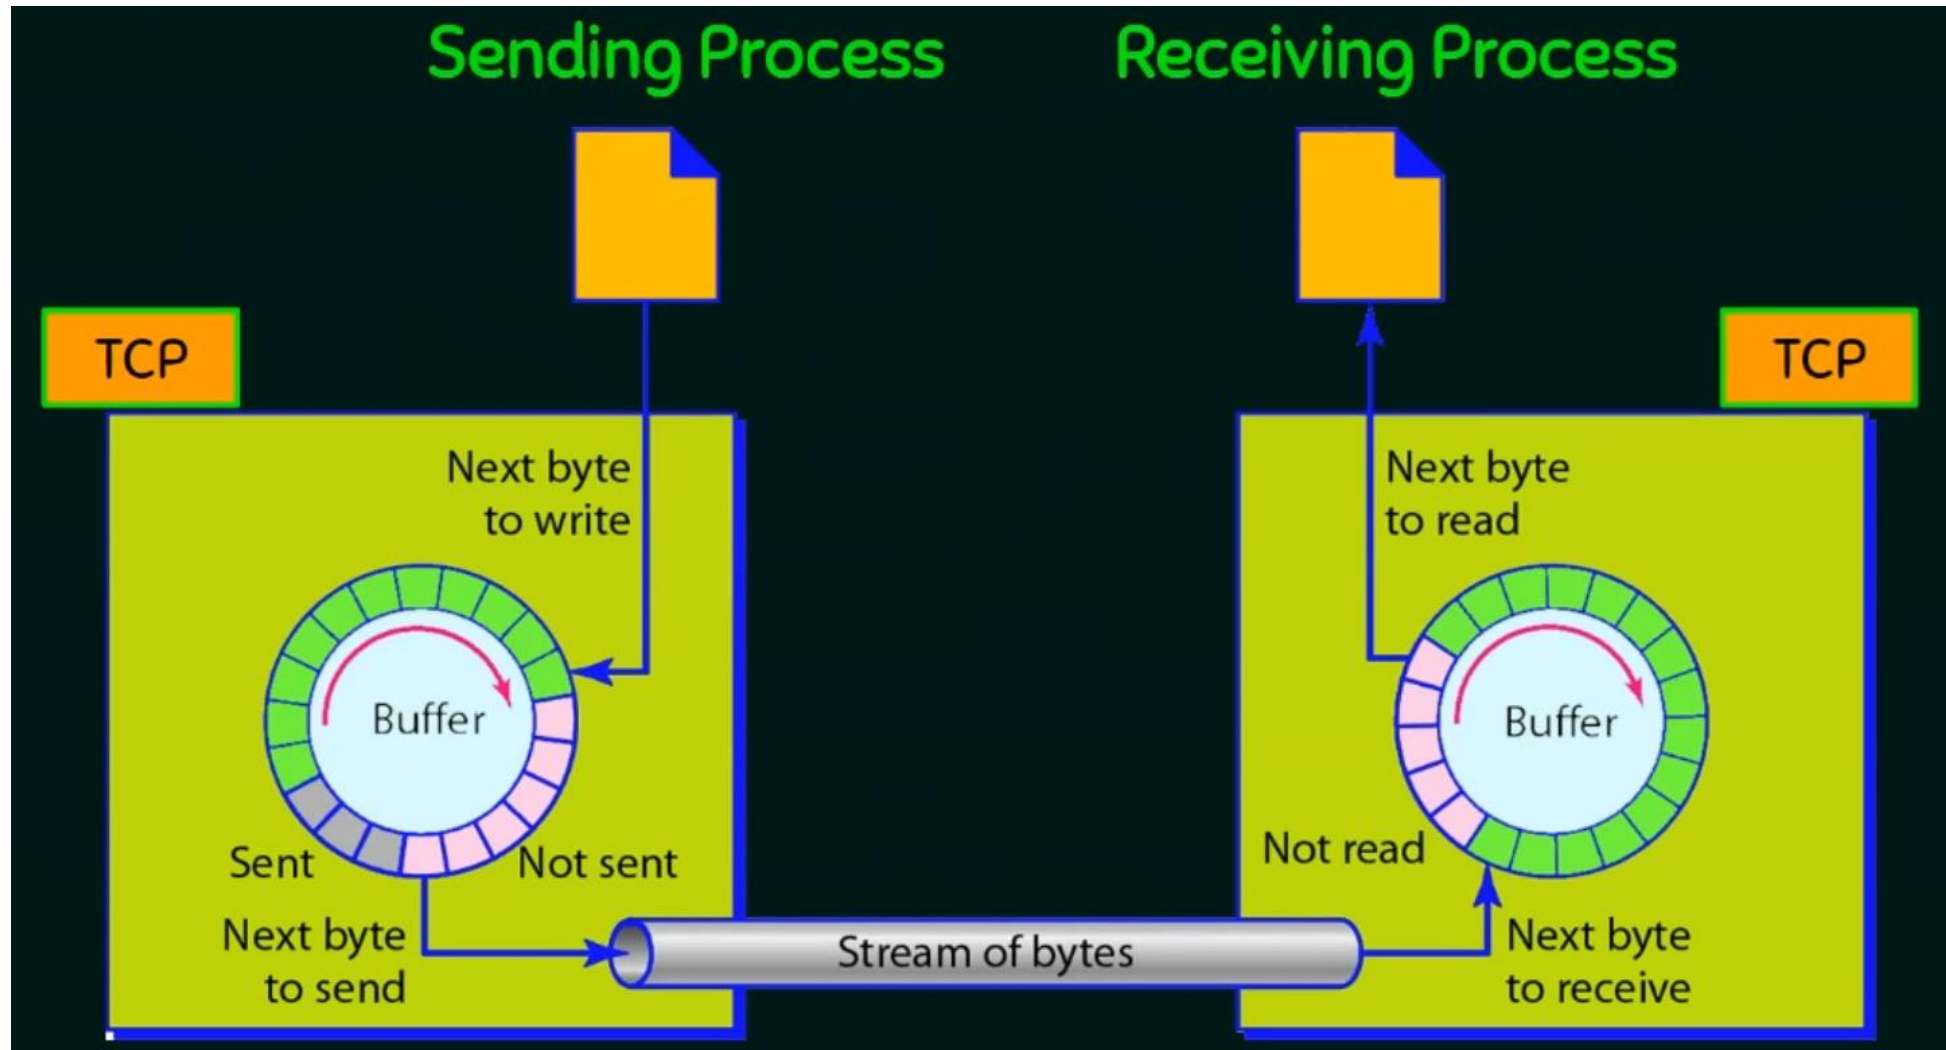 Sending Process
Receiving Process
TCP
TCP
Next byte
to write
Next byte
to read
Buffer
Buffer
Sent
Not sent
Not read
Next byte
to send
Stream of bytes
Next byte
to receive